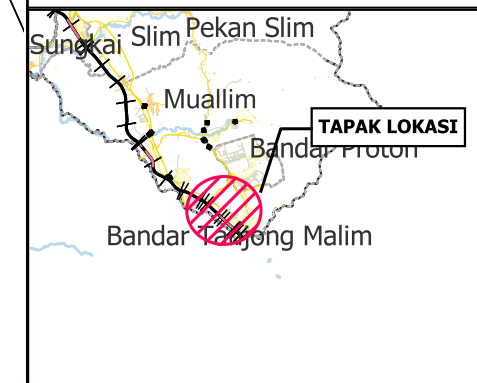 Pekan Slim
Sungkai
Slim
Muallim
TAPAK LOKASI
Bandar Proton
Bandar Tanjong Malim